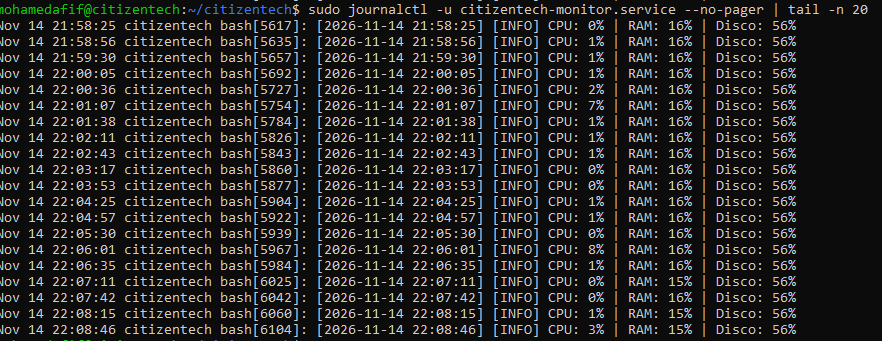 mohamedafif@citizentech:~/citizentech$ sudo journalctl -u citizentech-monitor.service --no-pager | tail -n 20
Nov 14 21:58:25 citizentech bash[5617]: [2026-11-14 21:58:25] [INFO] CPU: 0% | RAM: 16% | Disco: 56%
Nov 14 21:58:56 citizentech bash[5635]: [2026-11-14 21:58:56] [INFO] CPU: 1% | RAM: 16% | Disco: 56%
Nov 14 21:59:30 citizentech bash[5657]: [2026-11-14 21:59:30] [INFO] CPU: 1% | RAM: 16% | Disco: 56%
Nov 14 22:00:05 citizentech bash[5692]: [2026-11-14 22:00:05] [INFO] CPU: 1% | RAM: 16% | Disco: 56%
Nov 14 22:00:36 citizentech bash[5727]: [2026-11-14 22:00:36] [INFO] CPU: 2% | RAM: 16% | Disco: 56%
Nov 14 22:01:07 citizentech bash[5754]: [2026-11-14 22:01:07] [INFO] CPU: 7% | RAM: 16% | Disco: 56%
Nov 14 22:01:38 citizentech bash[5784]: [2026-11-14 22:01:38] [INFO] CPU: 1% | RAM: 16% | Disco: 56%
Nov 14 22:02:11 citizentech bash[5826]: [2026-11-14 22:02:11] [INFO] CPU: 1% | RAM: 16% | Disco: 56%
Nov 14 22:02:43 citizentech bash[5843]: [2026-11-14 22:02:43] [INFO] CPU: 1% | RAM: 16% | Disco: 56%
Nov 14 22:03:17 citizentech bash[5860]: [2026-11-14 22:03:17] [INFO] CPU: 0% | RAM: 16% | Disco: 56%
Nov 14 22:03:53 citizentech bash[5877]: [2026-11-14 22:03:53] [INFO] CPU: 0% | RAM: 16% | Disco: 56%
Nov 14 22:04:25 citizentech bash[5904]: [2026-11-14 22:04:25] [INFO] CPU: 1% | RAM: 16% | Disco: 56%
Nov 14 22:04:57 citizentech bash[5922]: [2026-11-14 22:04:57] [INFO] CPU: 1% | RAM: 16% | Disco: 56%
Nov 14 22:05:30 citizentech bash[5939]: [2026-11-14 22:05:30] [INFO] CPU: 0% | RAM: 16% | Disco: 56%
Nov 14 22:06:01 citizentech bash[5967]: [2026-11-14 22:06:01] [INFO] CPU: 8% | RAM: 16% | Disco: 56%
Nov 14 22:06:35 citizentech bash[5984]: [2026-11-14 22:06:35] [INFO] CPU: 1% | RAM: 16% | Disco: 56%
Nov 14 22:07:11 citizentech bash[6025]: [2026-11-14 22:07:11] [INFO] CPU: 0% | RAM: 15% | Disco: 56%
Nov 14 22:07:42 citizentech bash[6042]: [2026-11-14 22:07:42] [INFO] CPU: 0% | RAM: 16% | Disco: 56%
Nov 14 22:08:15 citizentech bash[6060]: [2026-11-14 22:08:15] [INFO] CPU: 1% | RAM: 15% | Disco: 56%
Nov 14 22:08:46 citizentech bash[6104]: [2026-11-14 22:08:46] [INFO] CPU: 3% | RAM: 15% | Disco: 56%